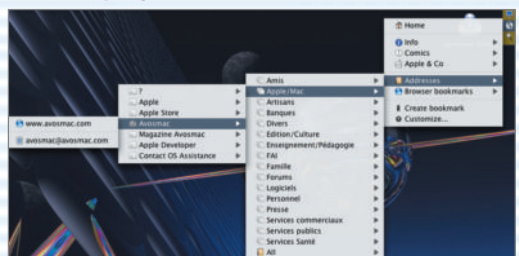 Home
Info
Comics
Apple & Co
Addresses
Browser bookmarks
Create bookmark
Customize...
Amis
Apple/Mac
Artisans
Banques
Divers
Edition/Culture
Enseignement/Pédagogie
FAI
Famille
Forums
Logiciels
Personnel
Presse
Services commerciaux
Services publics
Services Santé
All
?
Apple
Apple Store
Avosmac
Magazine Avosmac
Apple Developer
Contact OS Assistance
www.avosmac.com
avosmac@avosmac.com